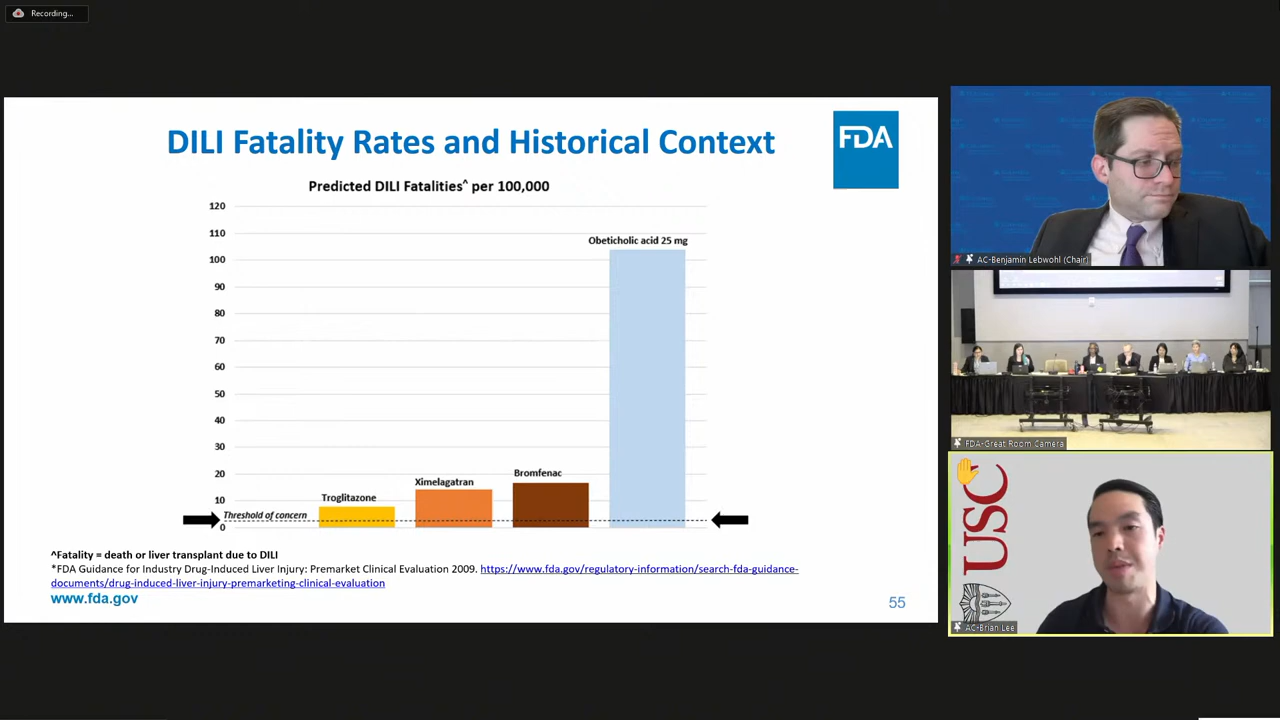 Recording...
DILI Fatality Rates and Historical Context
FDA
Predicted DILI Fatalities^ per 100,000
120
110
100
90
80
70
60
50
40
30
20
10
0
Obeticholic acid 25 mg
Bromfenac
Ximelagatran
Troglitazone
Threshold of concern
^Fatality = death or liver transplant due to DILI
*FDA Guidance for Industry Drug-Induced Liver Injury: Premarket Clinical Evaluation 2009. https://www.fda.gov/regulatory-information/search-fda-guidance-
documents/drug-induced-liver-injury-premarketing-clinical-evaluation
www.fda.gov
55
AC-Benjamin Lebwohl (Chair)
FDA-Great Room Camera
USC
AC-Brian Lee